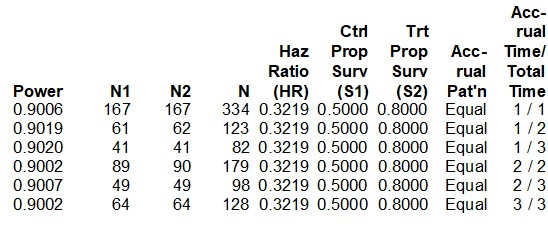 Acc-
Ctrl Trt rual
Haz Prop Prop Acc- Time/
Ratio Surv Surv rual Total
Power N1 N2 N (HR) (S1) (S2) Pat'n Time
0.9006 167 167 334 0.3219 0.5000 0.8000 Equal 1 / 1
0.9019 61 62 123 0.3219 0.5000 0.8000 Equal 1 / 2
0.9020 41 41 82 0.3219 0.5000 0.8000 Equal 1 / 3
0.9002 89 90 179 0.3219 0.5000 0.8000 Equal 2 / 2
0.9007 49 49 98 0.3219 0.5000 0.8000 Equal 2 / 3
0.9002 64 64 128 0.3219 0.5000 0.8000 Equal 3 / 3